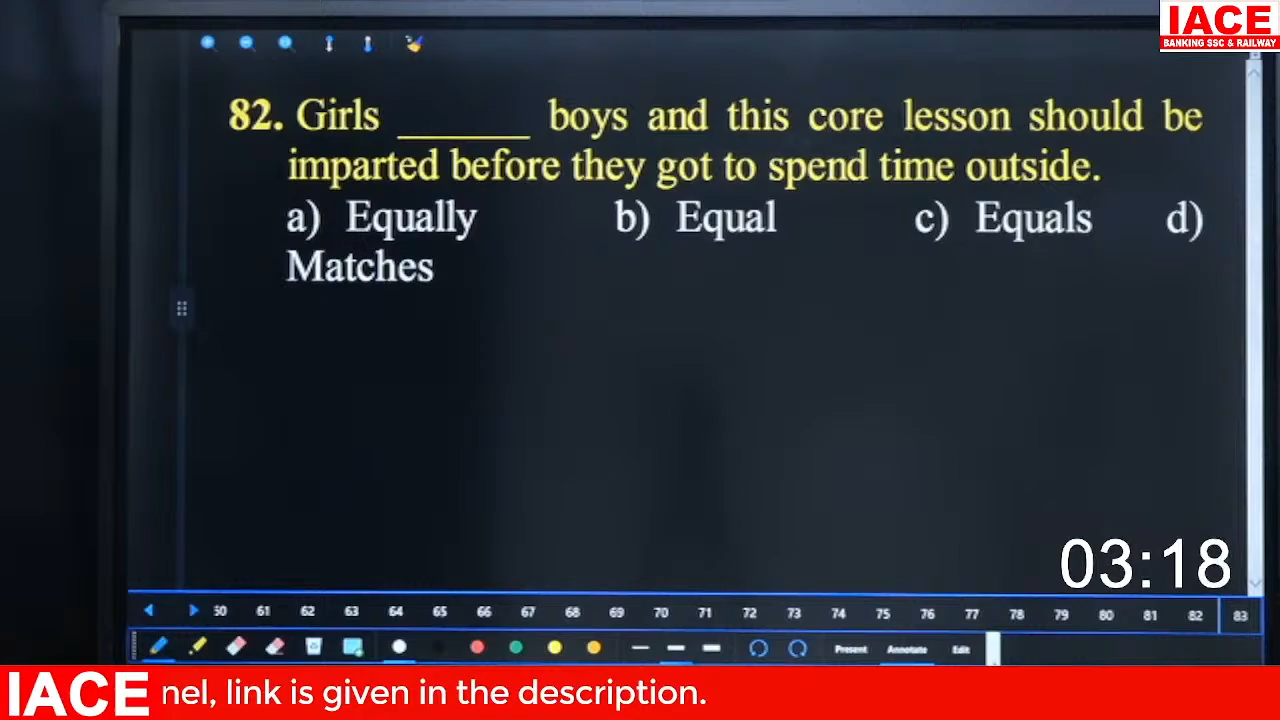 IACE
BANKING SSC & RAILWAY
82. Girls ______ boys and this core lesson should be
imparted before they got to spend time outside.
a) Equally b) Equal c) Equals d)
Matches
03:18
60 61 62 63 64 65 66 67 68 69 70 71 72 73 74 75 76 77 78 79 80 81 82 83
Present Annotate Edit
IACE nel, link is given in the description.